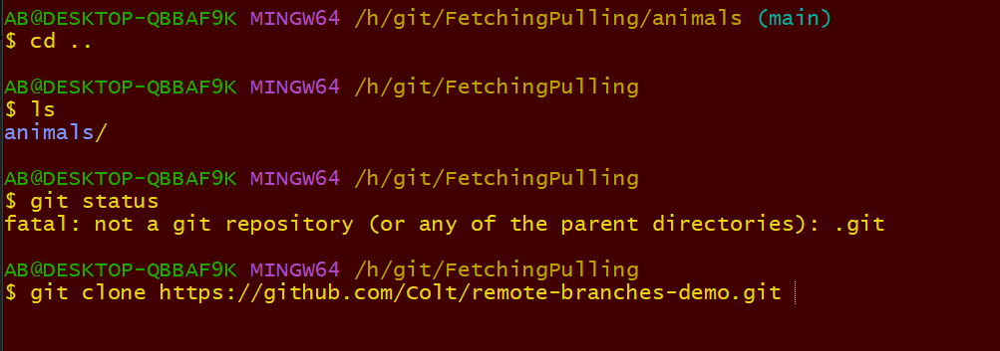 AB@DESKTOP-QBBAF9K MINGW64 /h/git/FetchingPulling/animals (main)
$ cd ..
AB@DESKTOP-QBBAF9K MINGW64 /h/git/FetchingPulling
$ ls
animals/
AB@DESKTOP-QBBAF9K MINGW64 /h/git/FetchingPulling
$ git status
fatal: not a git repository (or any of the parent directories): .git
AB@DESKTOP-QBBAF9K MINGW64 /h/git/FetchingPulling
$ git clone https://github.com/Colt/remote-branches-demo.git